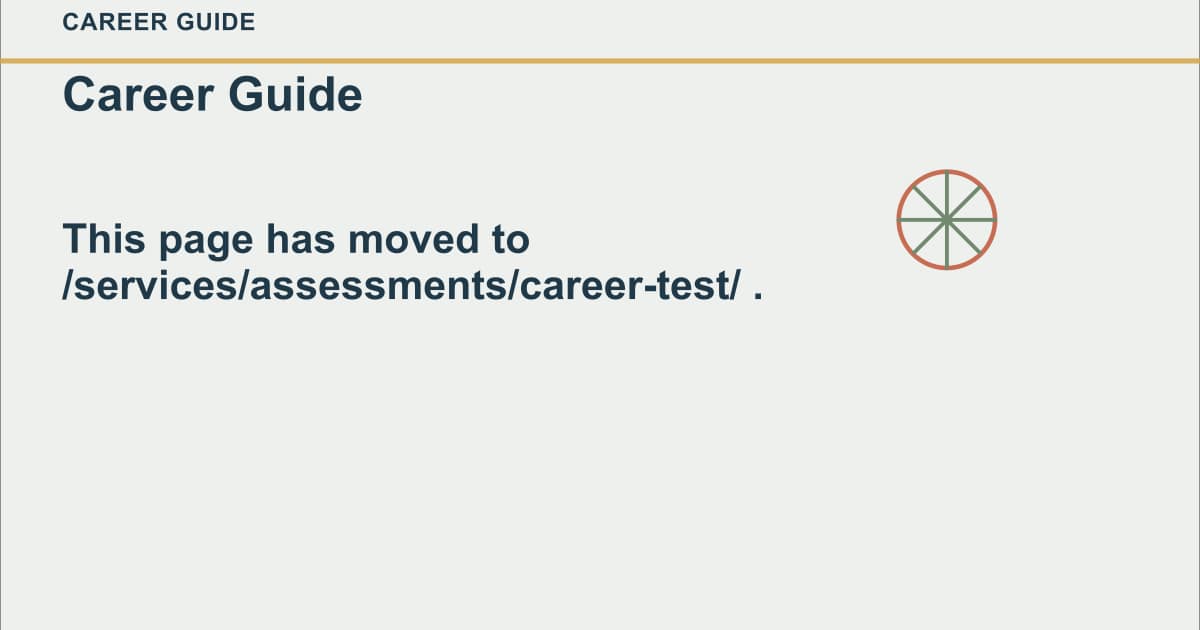 CAREER GUIDE
Career Guide
This page has moved to
/services/assessments/career-test/ .